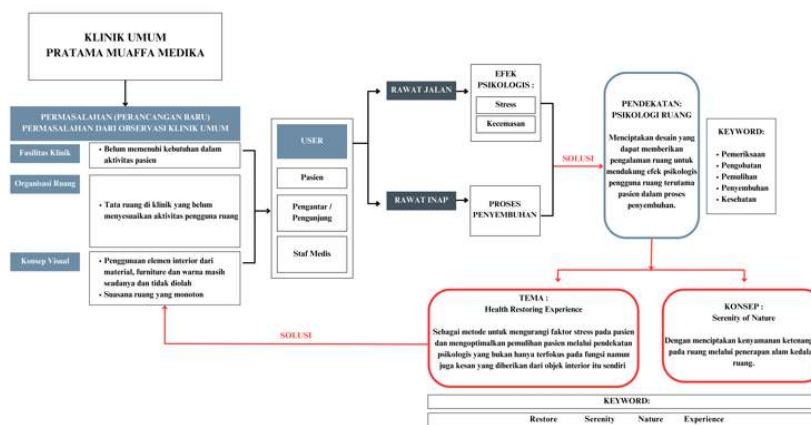 KLINIK UMUM
PRATAMA MUAFFA MEDIKA
PERMASALAHAN (PERANCANGAN BARU)
PERMASALAHAN DARI OBSERVASI KLINIK UMUM
Fasilitas Klinik
• Belum memenuhi kebutuhan dalam
aktivitas pasien
Organisasi Ruang
• Tata ruang di klinik yang belum
menyesuaikan aktivitas pengguna ruang
Konsep Visual
• Penggunaan elemen interior dari
material, furniture dan warna masih
seadanya dan tidak diolah
• Suasana ruang yang monoton
USER
Pasien
Pengantar /
Pengunjung
Staf Medis
RAWAT JALAN
RAWAT INAP
EFEK
PSIKOLOGIS :
Stress
Kecemasan
PROSES
PENYEMBUHAN
SOLUSI
PENDEKATAN:
PSIKOLOGI RUANG
Menciptakan desain yang
dapat memberikan
pengalaman ruang untuk
mendukung efek psikologis
pengguna ruang terutama
pasien dalam proses
penyembuhan.
KEYWORD:
• Pemeriksaan
• Pengobatan
• Pemulihan
• Penyembuhan
• Kesehatan
SOLUSI
TEMA :
Health Restoring Experience
Sebagai metode untuk mengurangi faktor stress pada pasien
dan mengoptimalkan pemulihan pasien melalui pendekatan
psikologis yang bukan hanya terfokus pada fungsi namun
juga kesan yang diberikan dari objek interior itu sendiri
KONSEP :
Serenity of Nature
Dengan menciptakan kenyamanan ketenang
pada ruang melalui penerapan alam kedala
ruang.
KEYWORD:
Restore Serenity Nature Experience